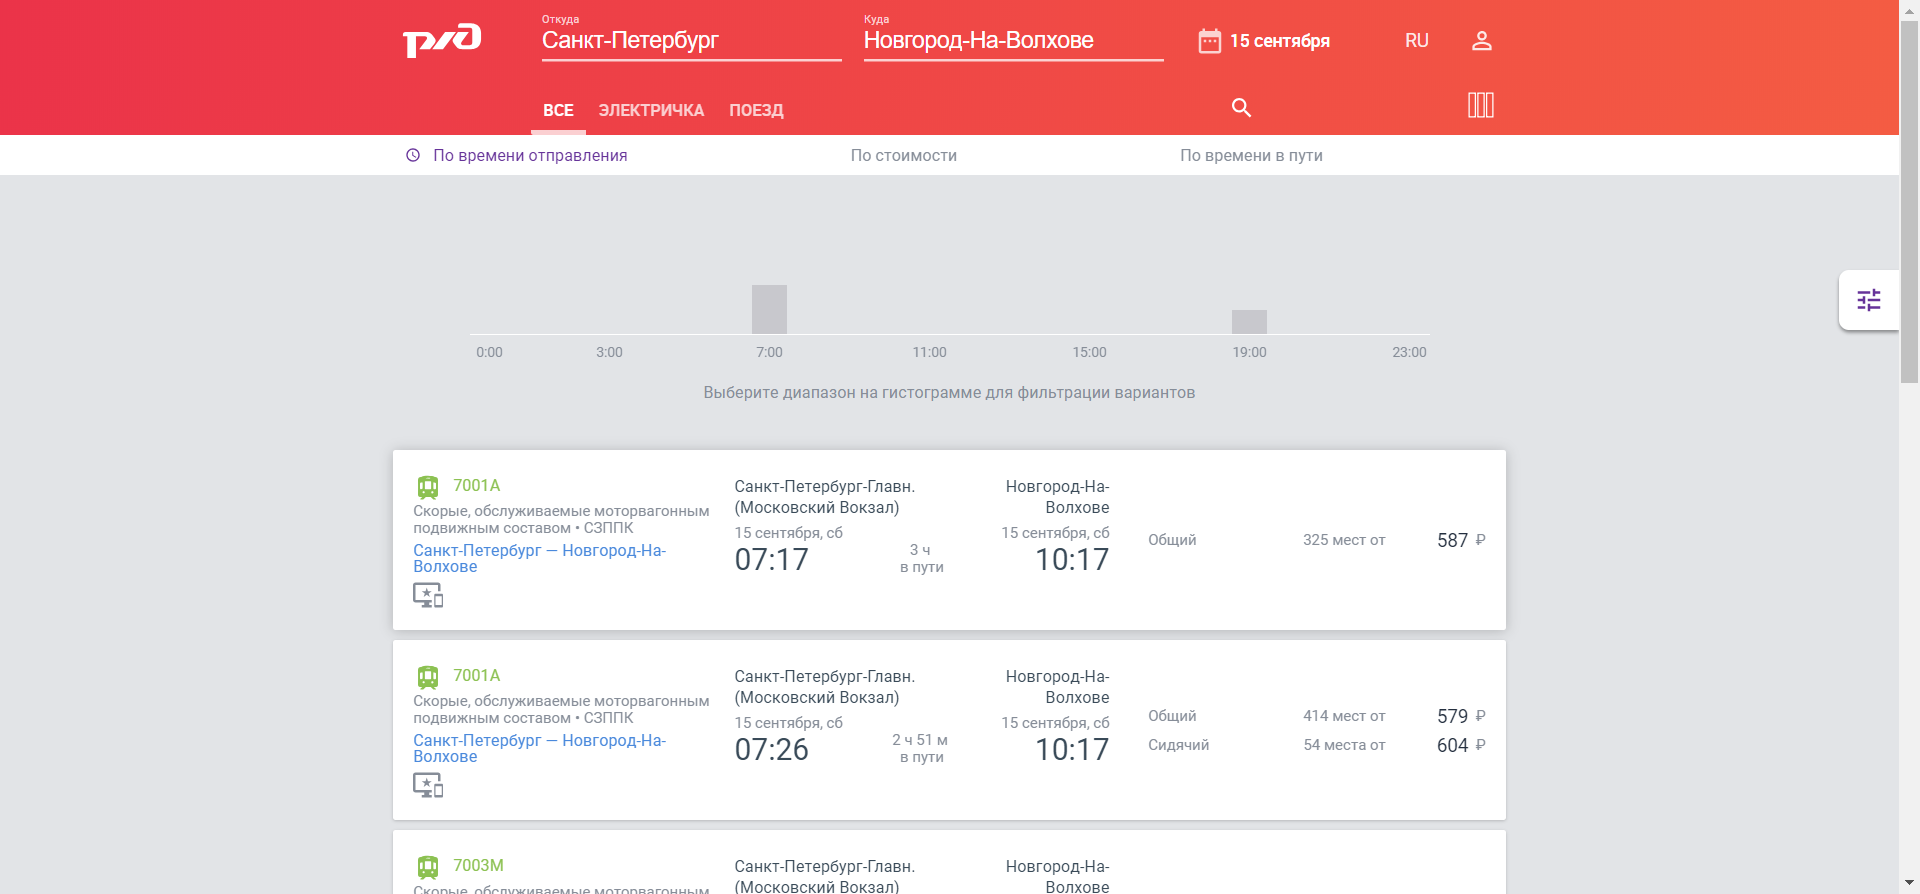 Откуда
Санкт-Петербург
Куда
Новгород-На-Волхове
15 сентября
RU
ВСЕ
ЭЛЕКТРИЧКА
ПОЕЗД
По времени отправления
По стоимости
По времени в пути
0:00
3:00
7:00
11:00
15:00
19:00
23:00
Выберите диапазон на гистограмме для фильтрации вариантов
7001А
Скорые, обслуживаемые моторвагонным
подвижным составом • СЗППК
Санкт-Петербург — Новгород-На-
Волхове
Санкт-Петербург-Главн.
(Московский Вокзал)
15 сентября, сб
07:17
3 ч
в пути
Новгород-На-
Волхове
15 сентября, сб
10:17
Общий
325 мест от
587 ₽
7001А
Скорые, обслуживаемые моторвагонным
подвижным составом • СЗППК
Санкт-Петербург — Новгород-На-
Волхове
Санкт-Петербург-Главн.
(Московский Вокзал)
15 сентября, сб
07:26
2 ч 51 м
в пути
Новгород-На-
Волхове
15 сентября, сб
10:17
Общий
414 мест от
579 ₽
Сидячий
54 места от
604 ₽
7003М
Скорые, обслуживаемые моторвагонным
Санкт-Петербург-Главн.
(Московский Вокзал)
Новгород-На-
Волхове